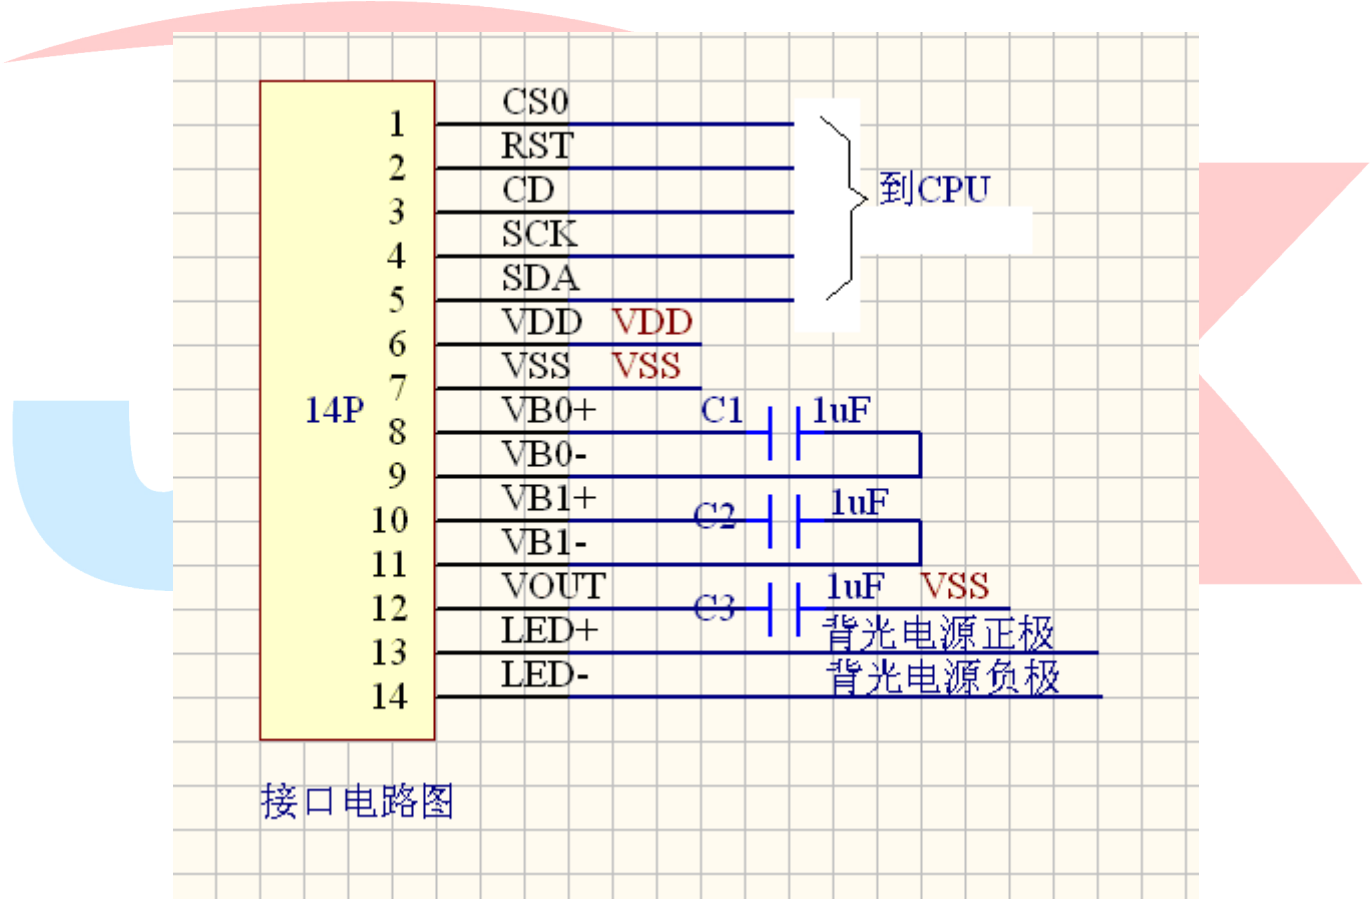 CS0
1
RST
2
CD
到CPU
3
SCK
4
SDA
5
VDD VDD
6
VSS VSS
7
14P
VB0+ C1 1uF
8
VB0-
9
VB1+ C2 1uF
10
VB1-
11
VOUT C3 1uF VSS
12
LED+ 背光电源正极
13
LED- 背光电源负极
14
接口电路图